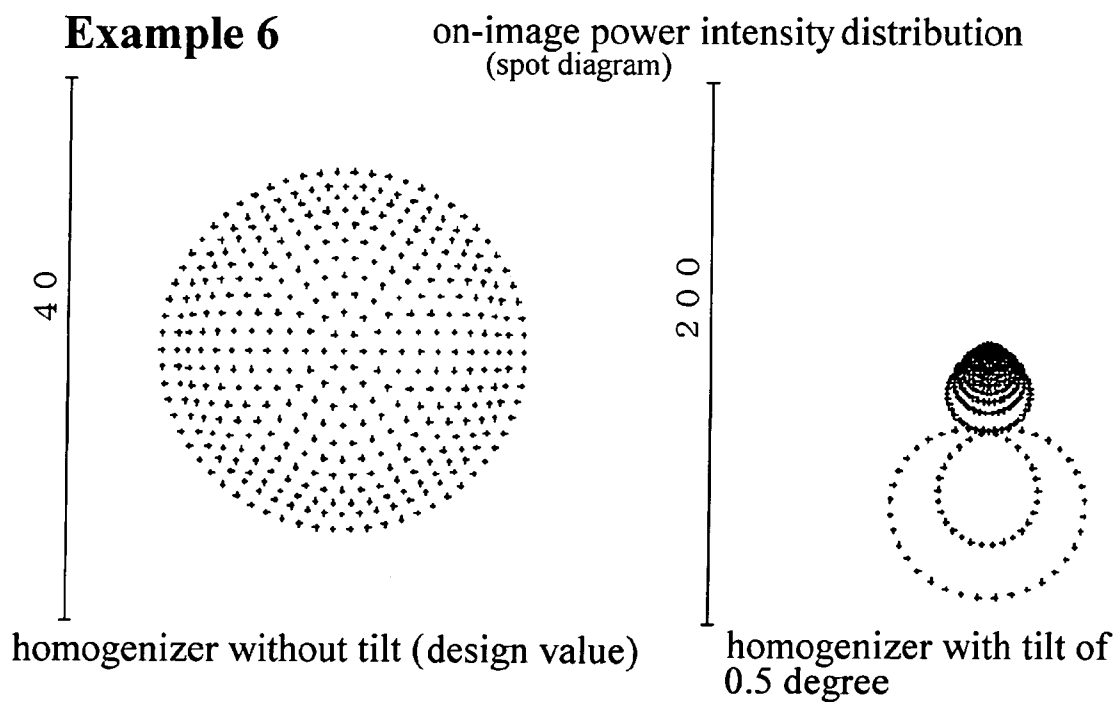 Example 6
on-image power intensity distribution
(spot diagram)
40
200
homogenizer without tilt (design value)
homogenizer with tilt of
0.5 degree